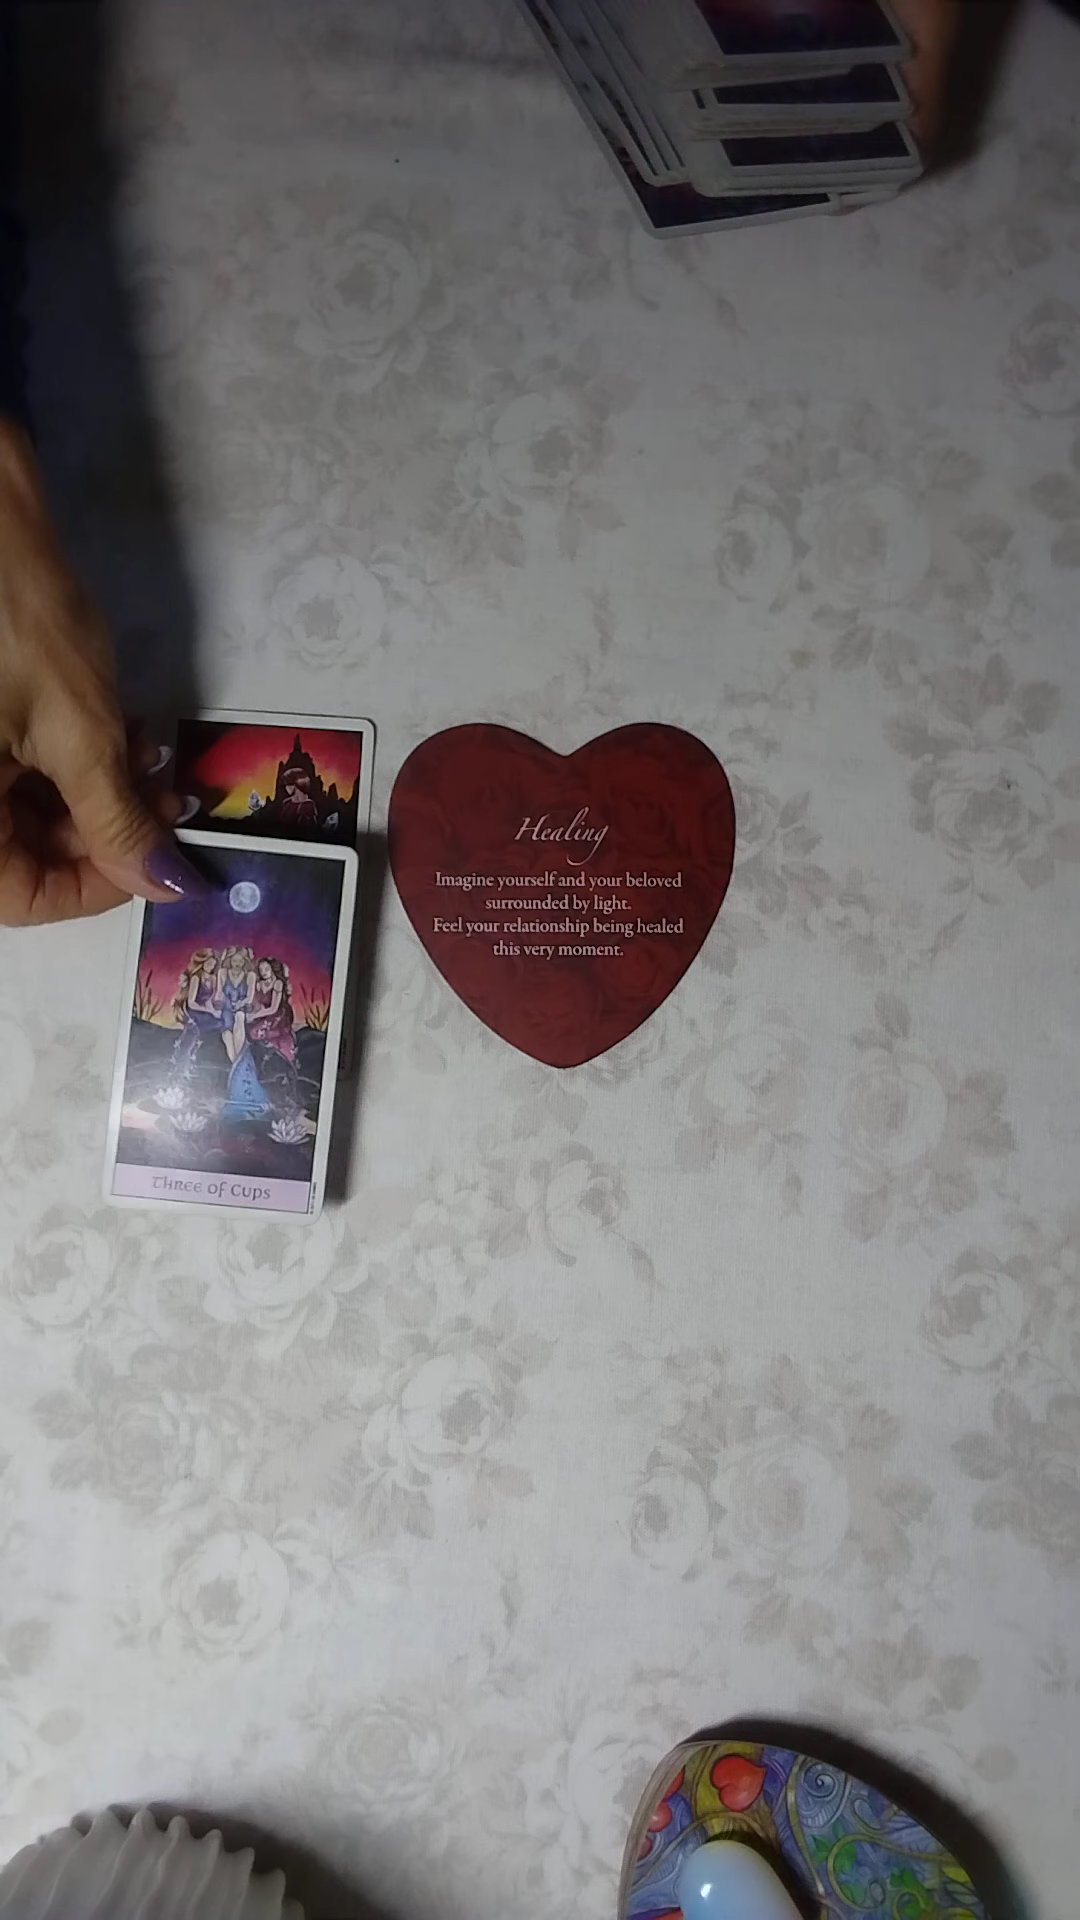 Healing
Imagine yourself and your beloved
surrounded by light.
Feel your relationship being healed
this very moment.
Three of Cups